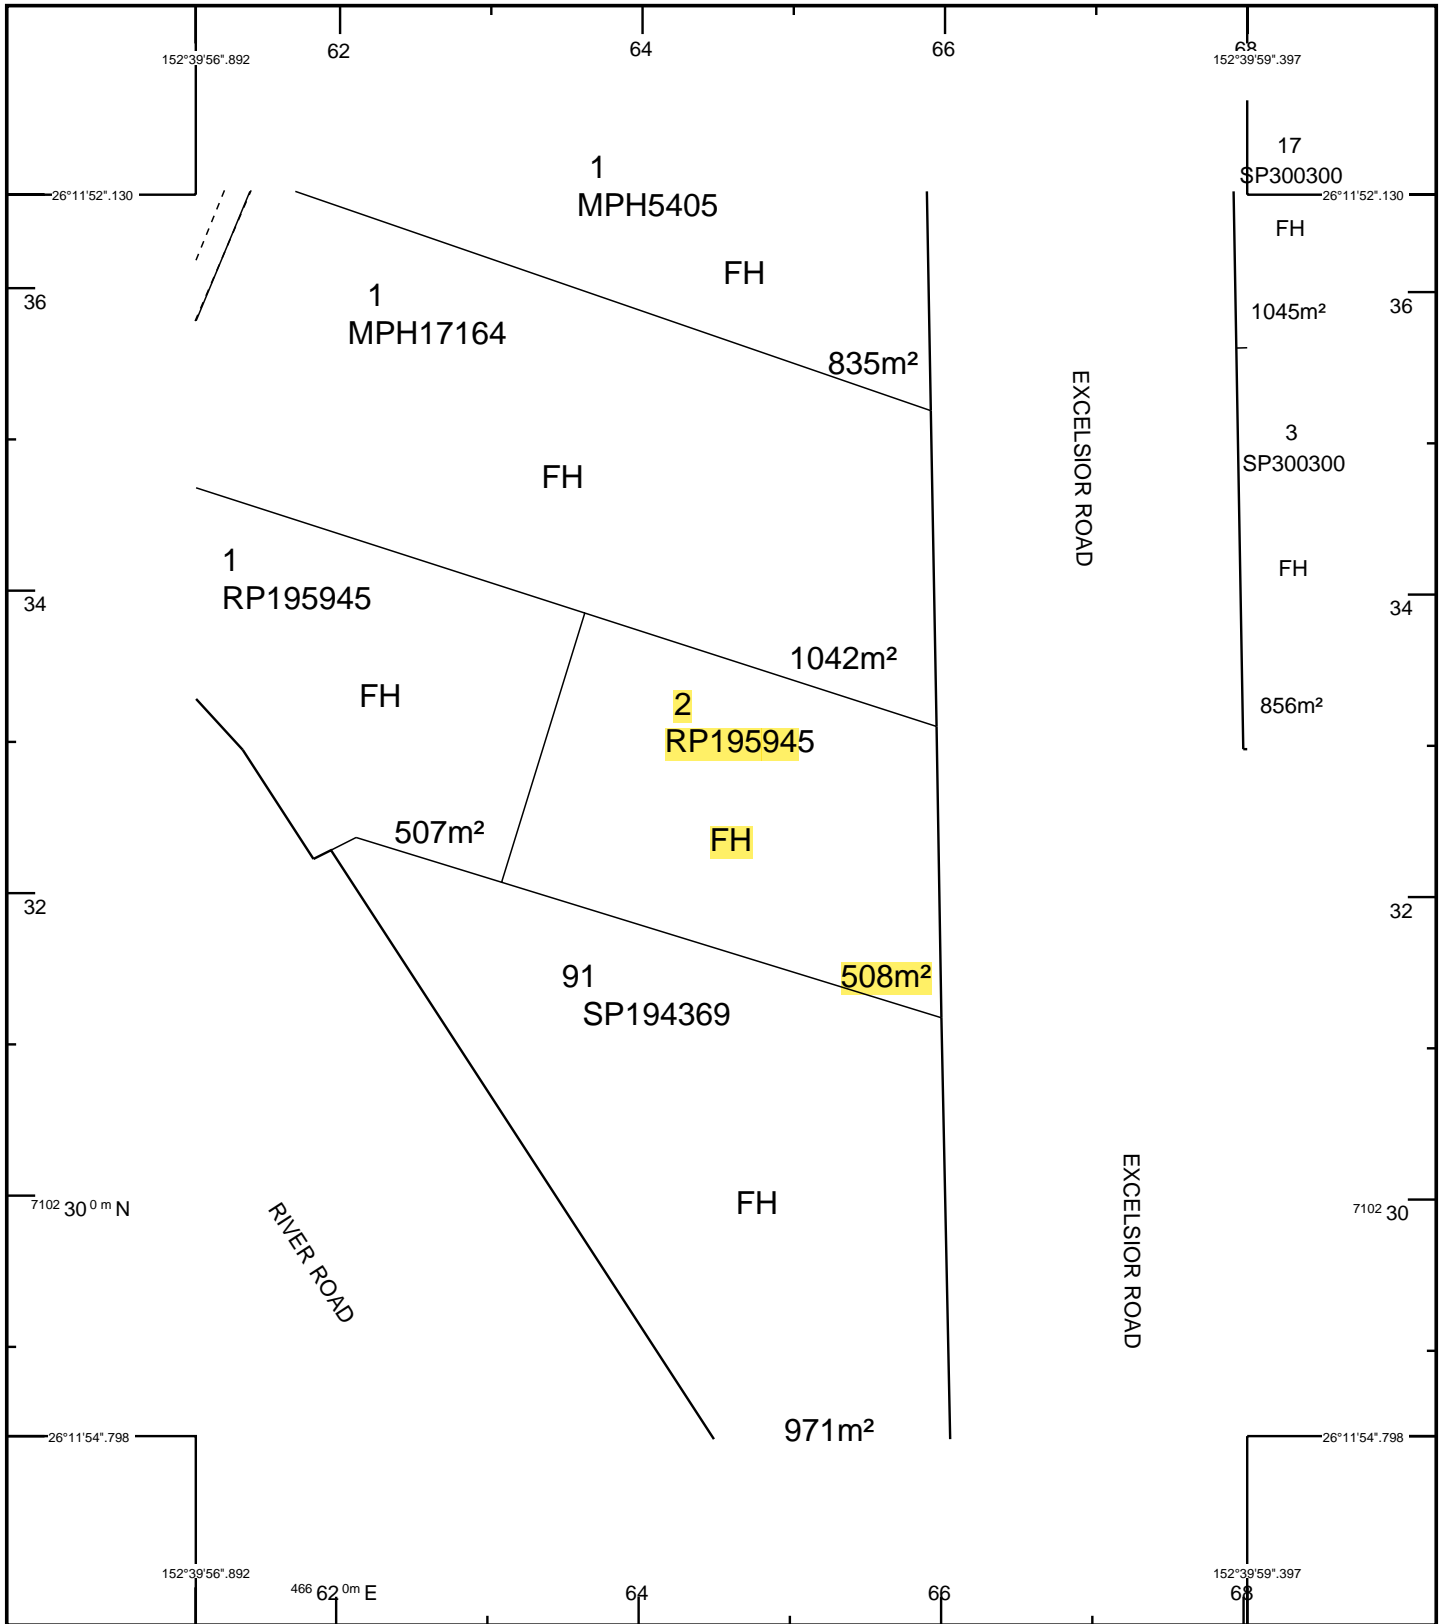 62
64
66
68
152°39'56".892
152°39'59".397
1
MPH5405
FH
17
SP300300
26°11'52".130
26°11'52".130
FH
1
MPH17164
36
36
1045m²
835m²
EXCELSIOR ROAD
3
SP300300
FH
1
RP195945
FH
34
34
1042m²
FH
2
RP195945
856m²
507m²
FH
32
32
91
SP194369
508m²
EXCELSIOR ROAD
FH
7102 30 0 m N
7102 30
RIVER ROAD
971m²
26°11'54".798
26°11'54".798
152°39'56".892
152°39'59".397
466 62 0m E
64
66
68